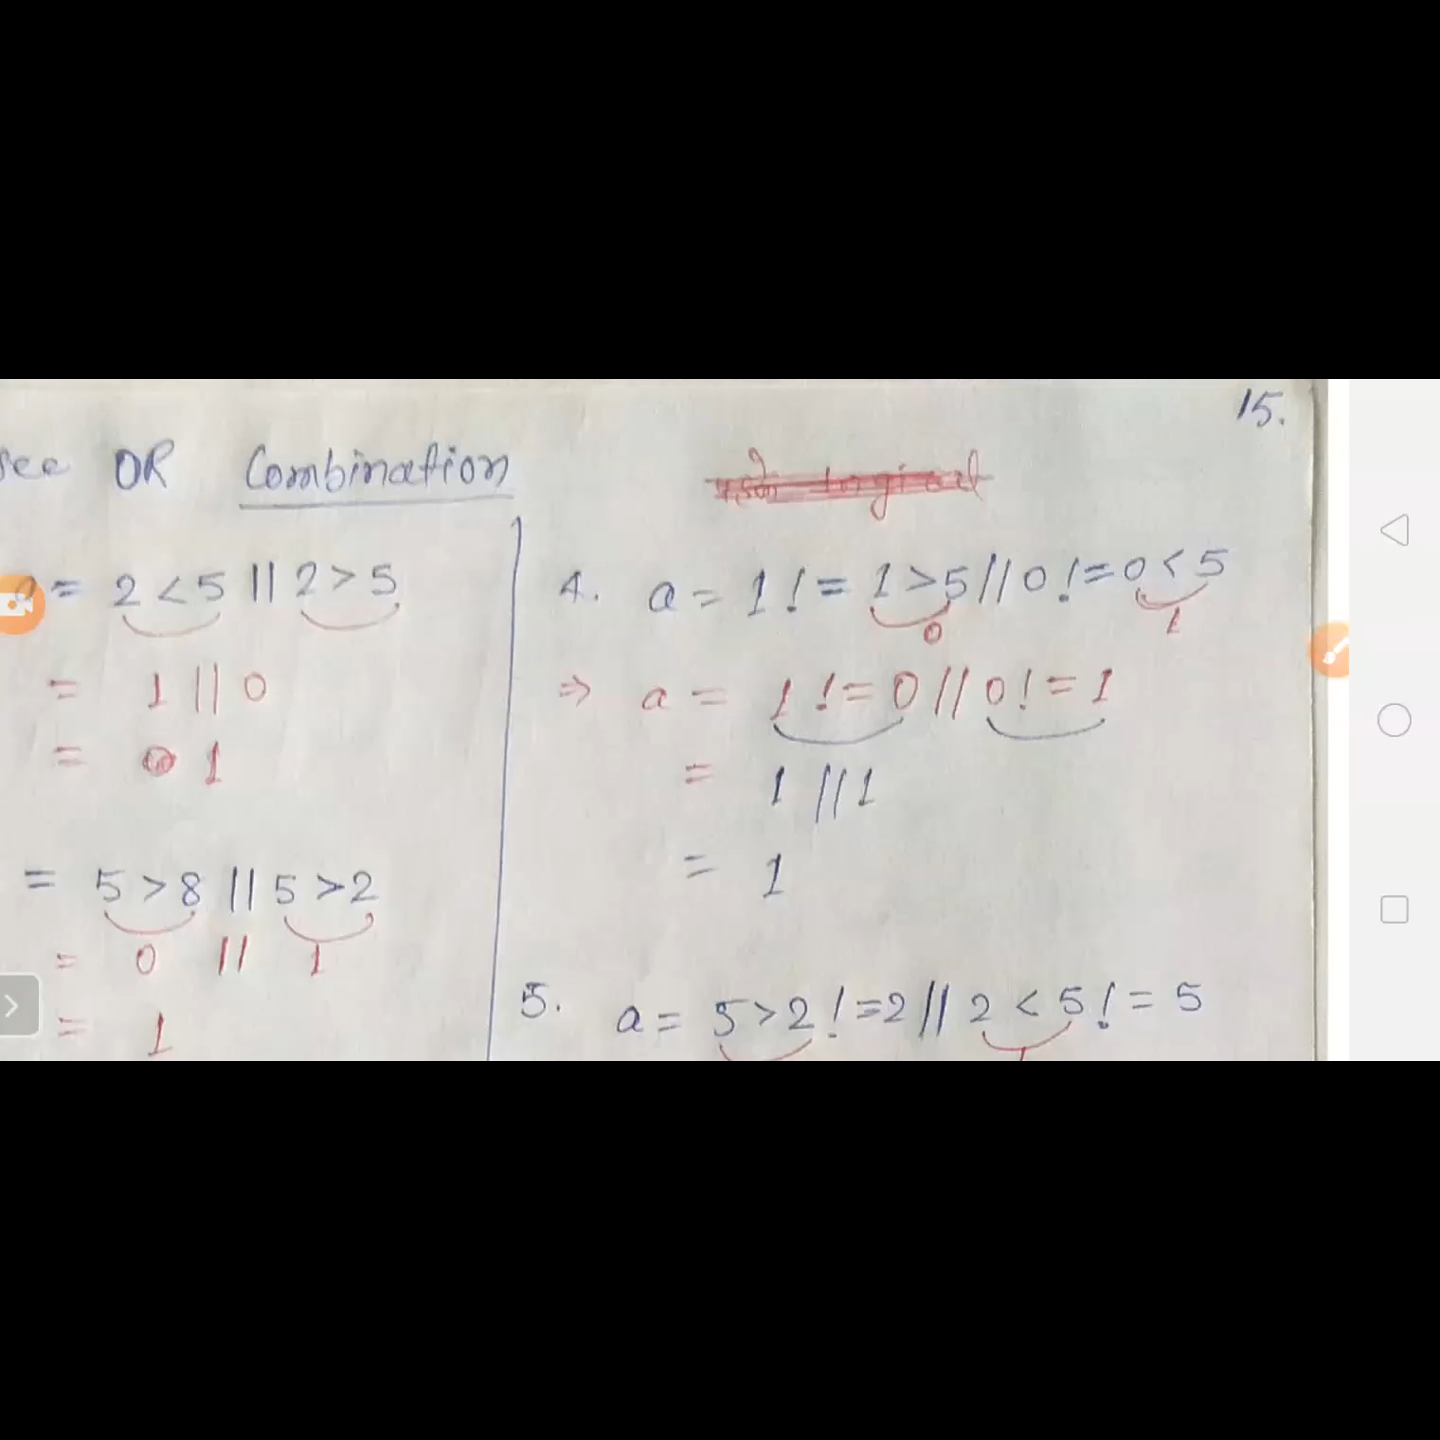 15.
see OR Combination
a = 2 < 5 || 2 > 5
= 1 || 0
= 1
= 5 > 8 || 5 > 2
= 0 || 1
= 1
4. a = 1 != 1 > 5 || 0 != 0 < 5
0 1
⇒ a = 1 != 0 || 0 != 1
= 1 || 1
= 1
5. a = 5 > 2 != 2 || 2 < 5 != 5